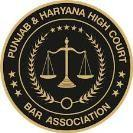 PUNJAB & HARYANA HIGH COURT
BAR ASSOCIATION